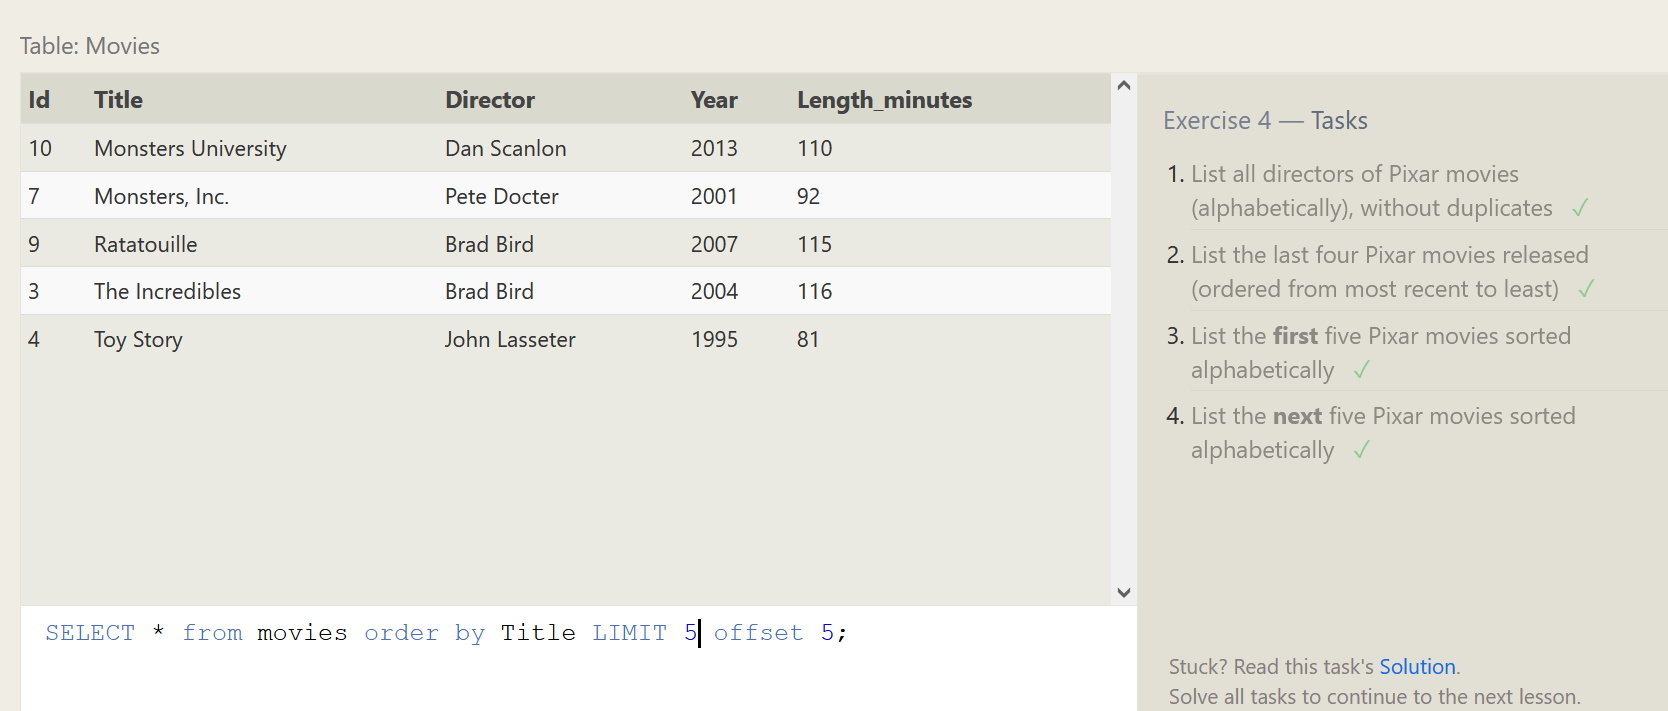 Table: Movies
Id Title Director Year Length_minutes
10 Monsters University Dan Scanlon 2013 110
7 Monsters, Inc. Pete Docter 2001 92
9 Ratatouille Brad Bird 2007 115
3 The Incredibles Brad Bird 2004 116
4 Toy Story John Lasseter 1995 81
SELECT * from movies order by Title LIMIT 5 offset 5;
Exercise 4 — Tasks
1. List all directors of Pixar movies
(alphabetically), without duplicates ✓
2. List the last four Pixar movies released
(ordered from most recent to least) ✓
3. List the first five Pixar movies sorted
alphabetically ✓
4. List the next five Pixar movies sorted
alphabetically ✓
Stuck? Read this task's Solution.
Solve all tasks to continue to the next lesson.